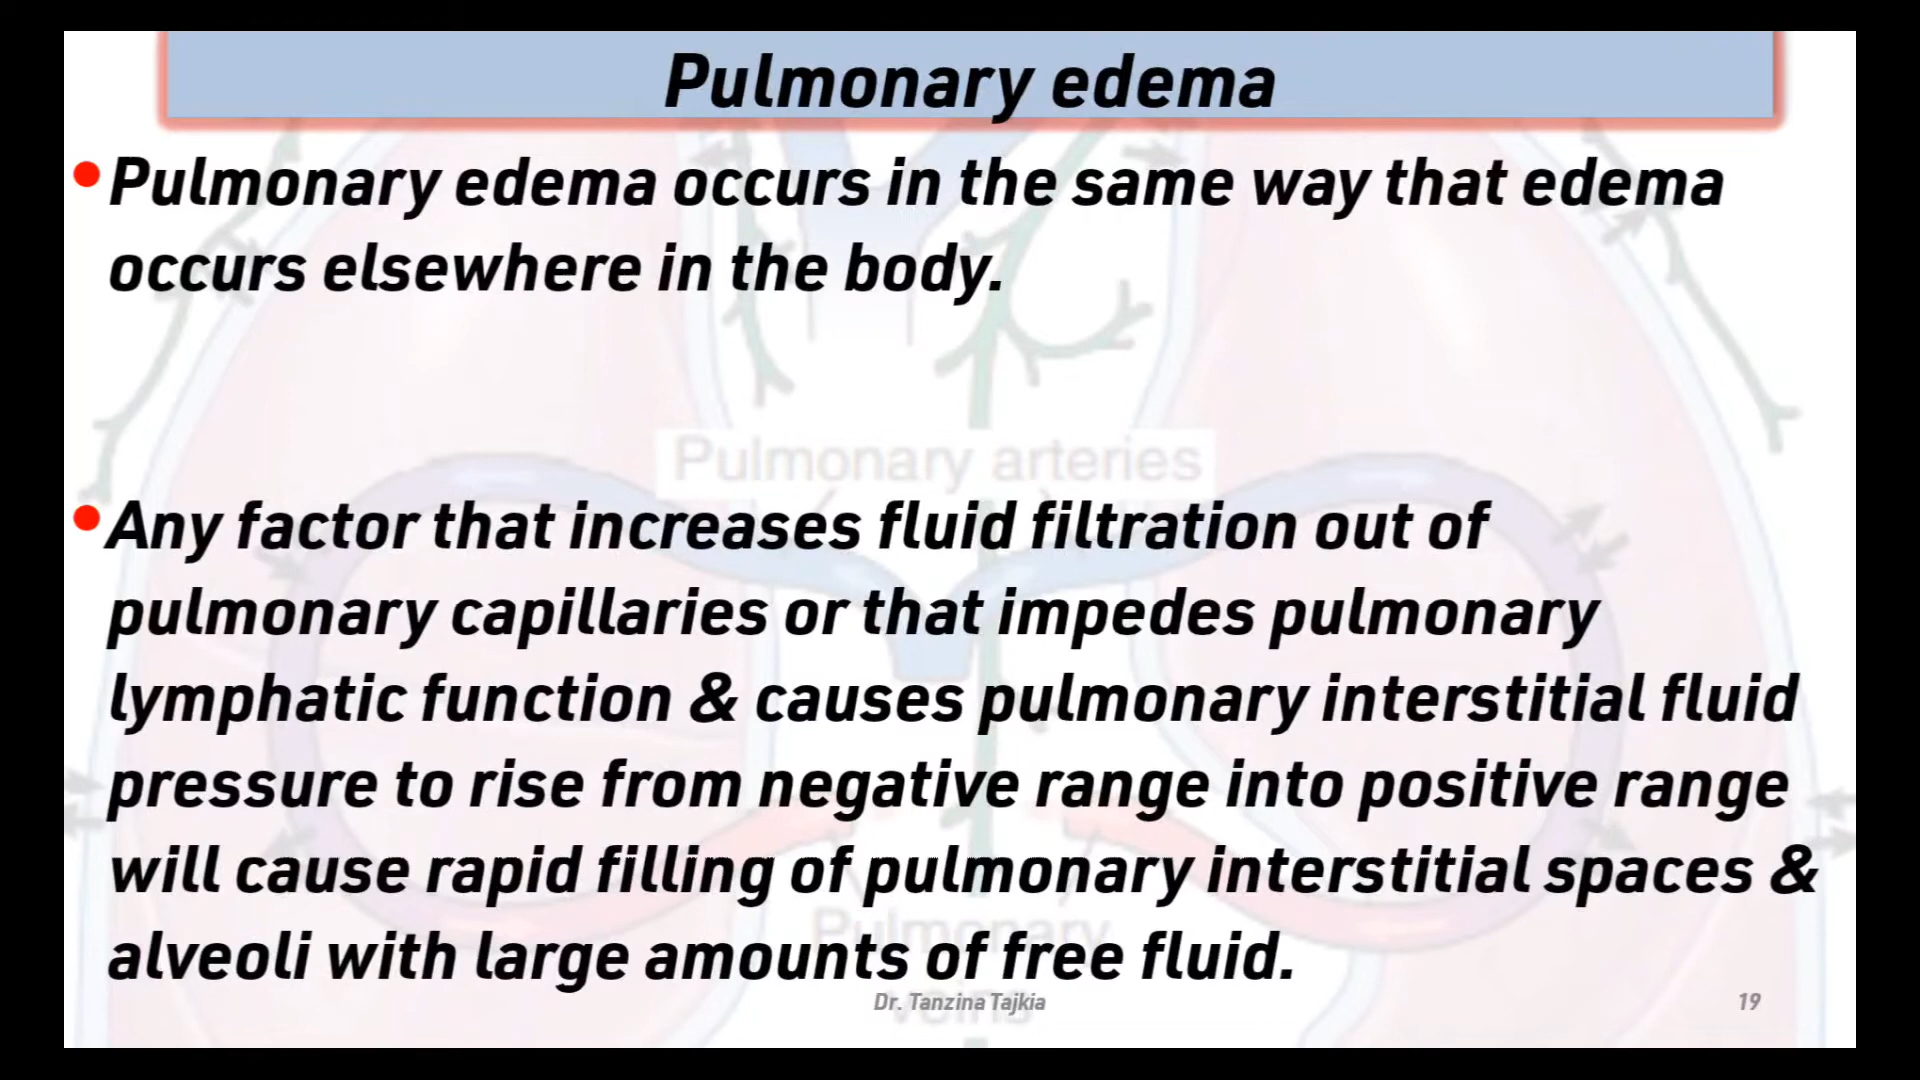 Pulmonary edema
•Pulmonary edema occurs in the same way that edema
occurs elsewhere in the body.
Pulmonary arteries
•Any factor that increases fluid filtration out of
pulmonary capillaries or that impedes pulmonary
lymphatic function & causes pulmonary interstitial fluid
pressure to rise from negative range into positive range
will cause rapid filling of pulmonary interstitial spaces &
Pulmonary
alveoli with large amounts of free fluid.
veins
Dr. Tanzina Tajkia
19